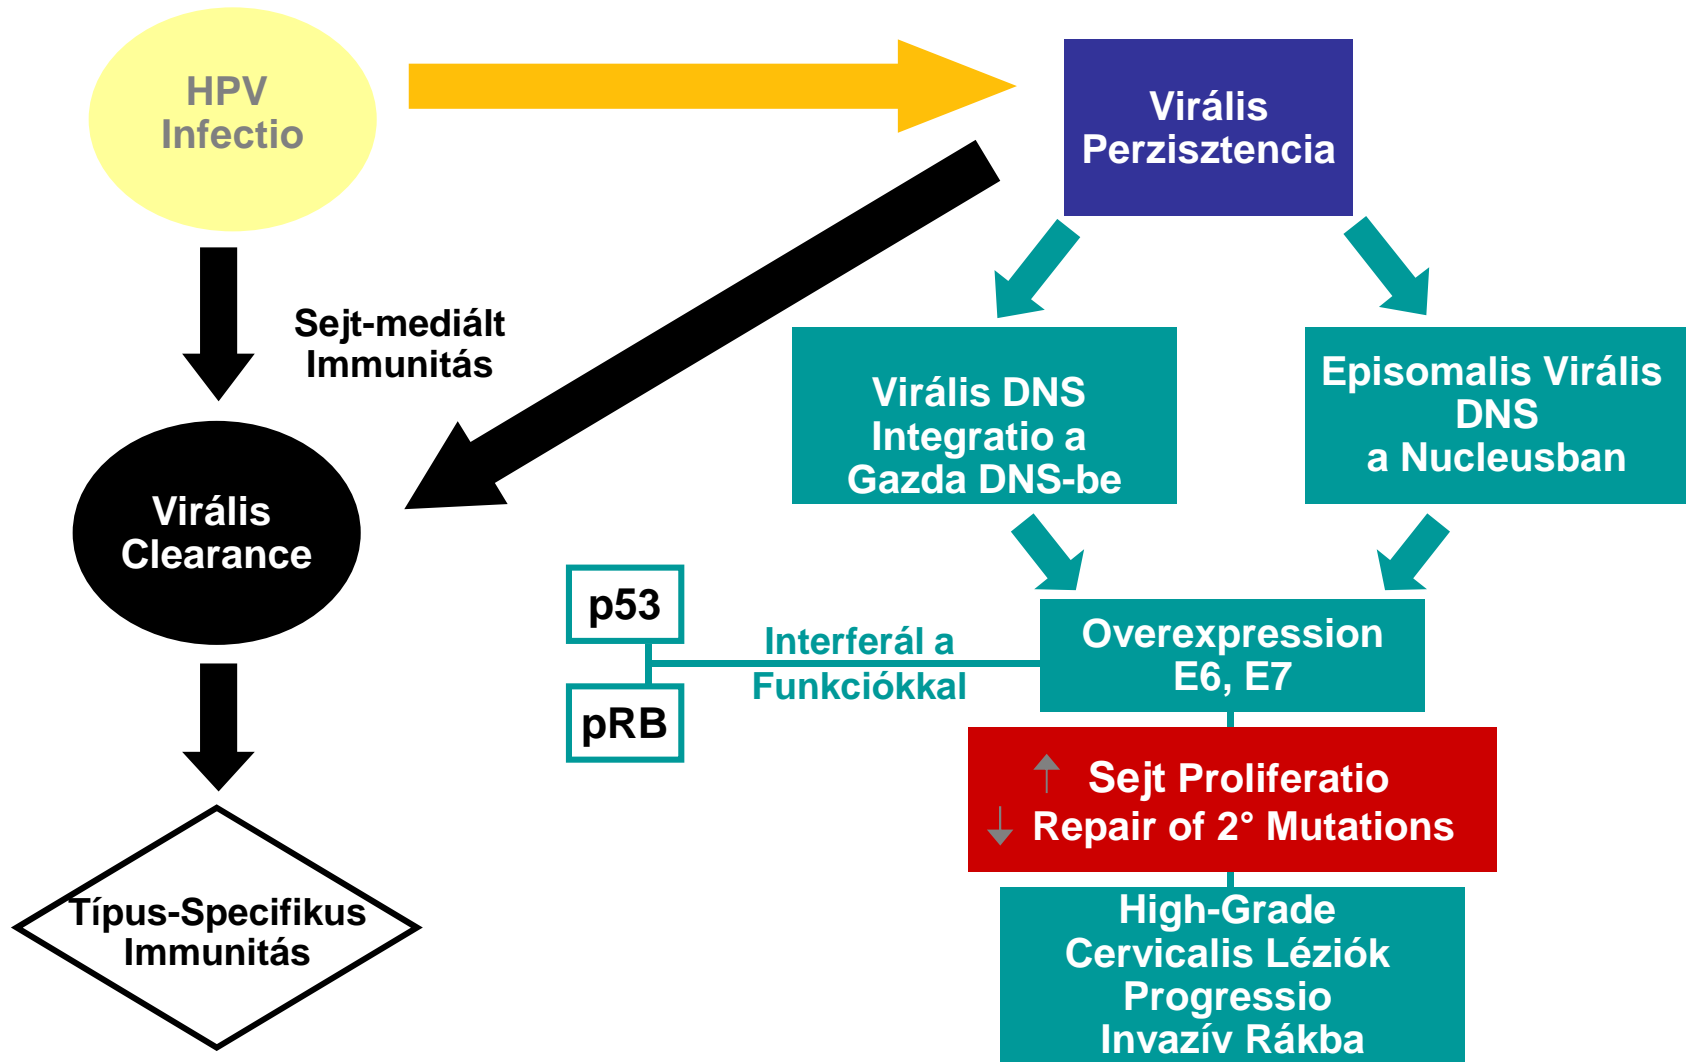 HPV
Infectio
Virális
Perzisztencia
Sejt-mediált
Immunitás
Virális DNS
Integratio a
Gazda DNS-be
Episomalis Virális
DNS
a Nucleusban
Virális
Clearance
p53
pRB
Interferál a
Funkciókkal
Overexpression
E6, E7
↑ Sejt Proliferatio
↓ Repair of 2° Mutations
Típus-Specifikus
Immunitás
High-Grade
Cervicalis Léziók
Progressio
Invazív Rákba